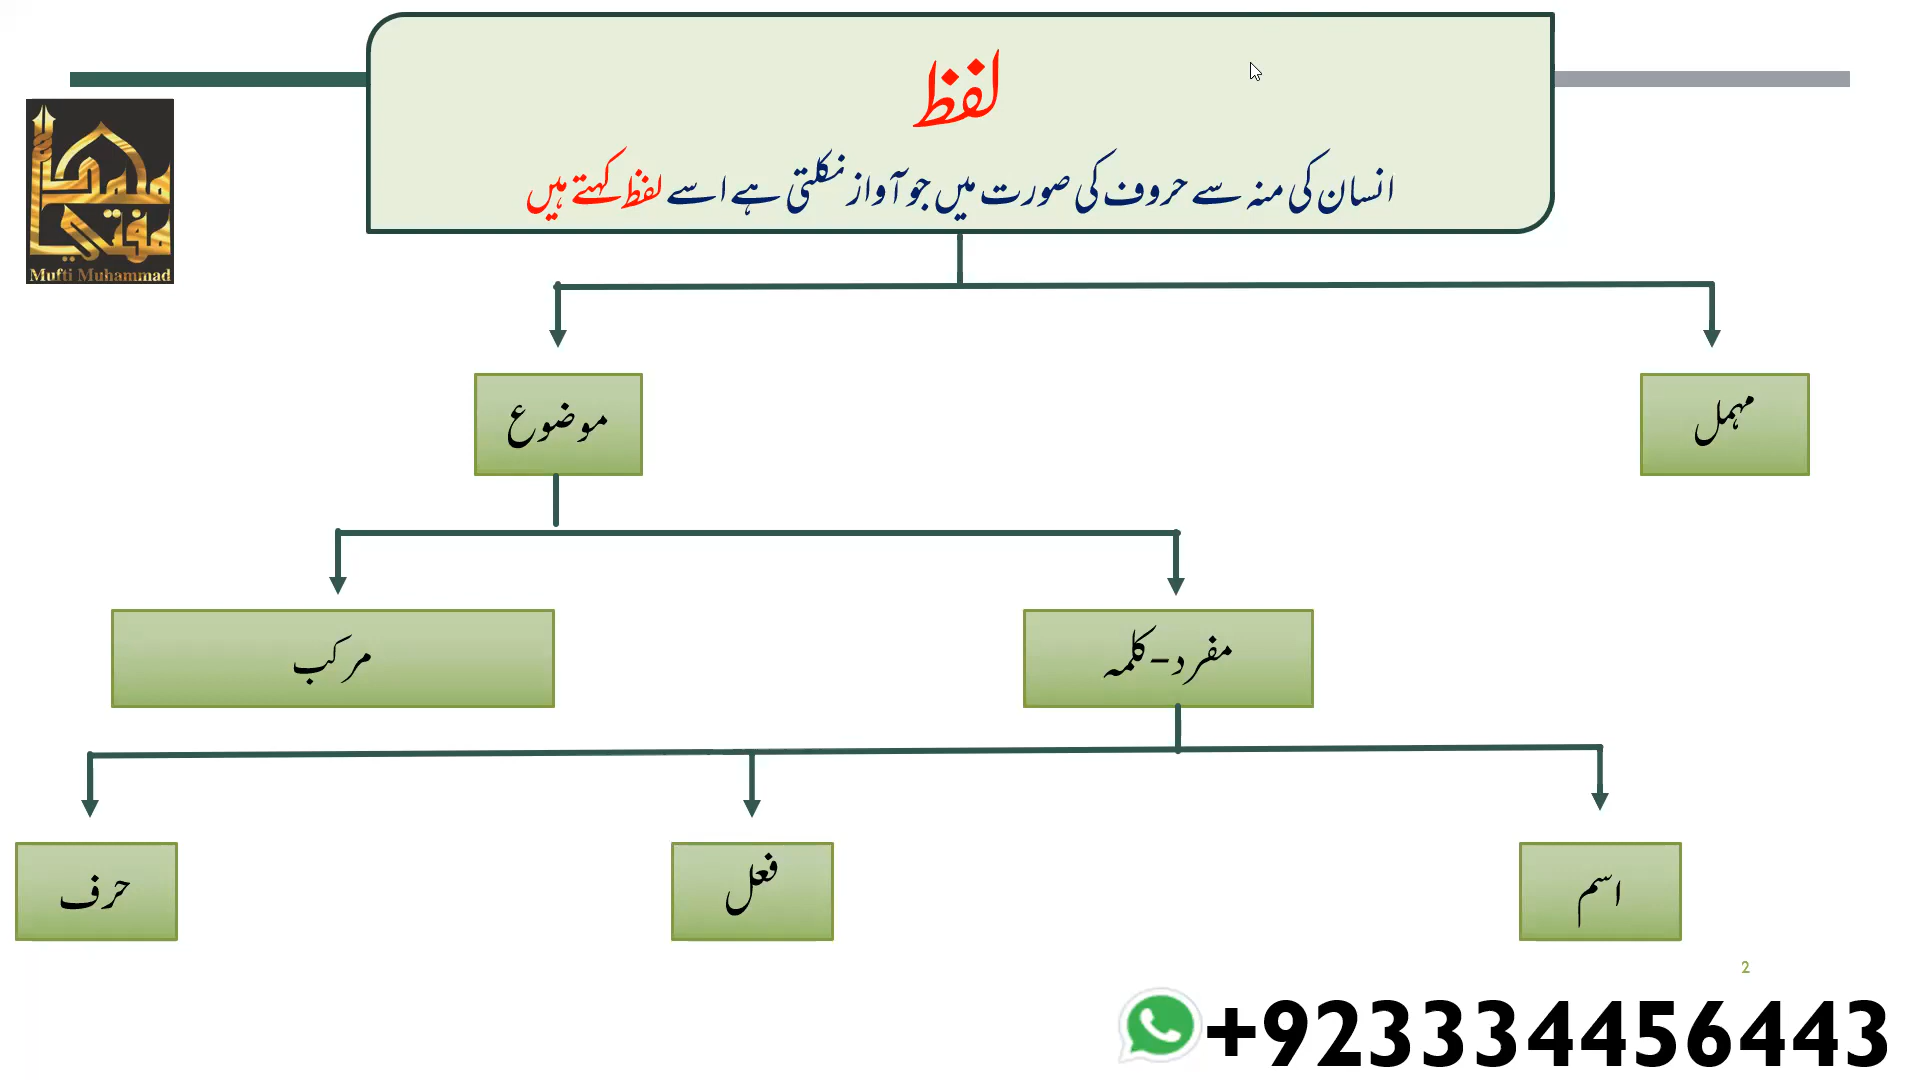 لفظ
انسان کی منہ سے حروف کی صورت میں جو آواز نکلتی ہے اسے لفظ کہتے ہیں
Mufti Muhammad
مہمل
موضوع
مفرد-کلمہ
مرکب
اسم
فعل
حرف
2
+923334456443